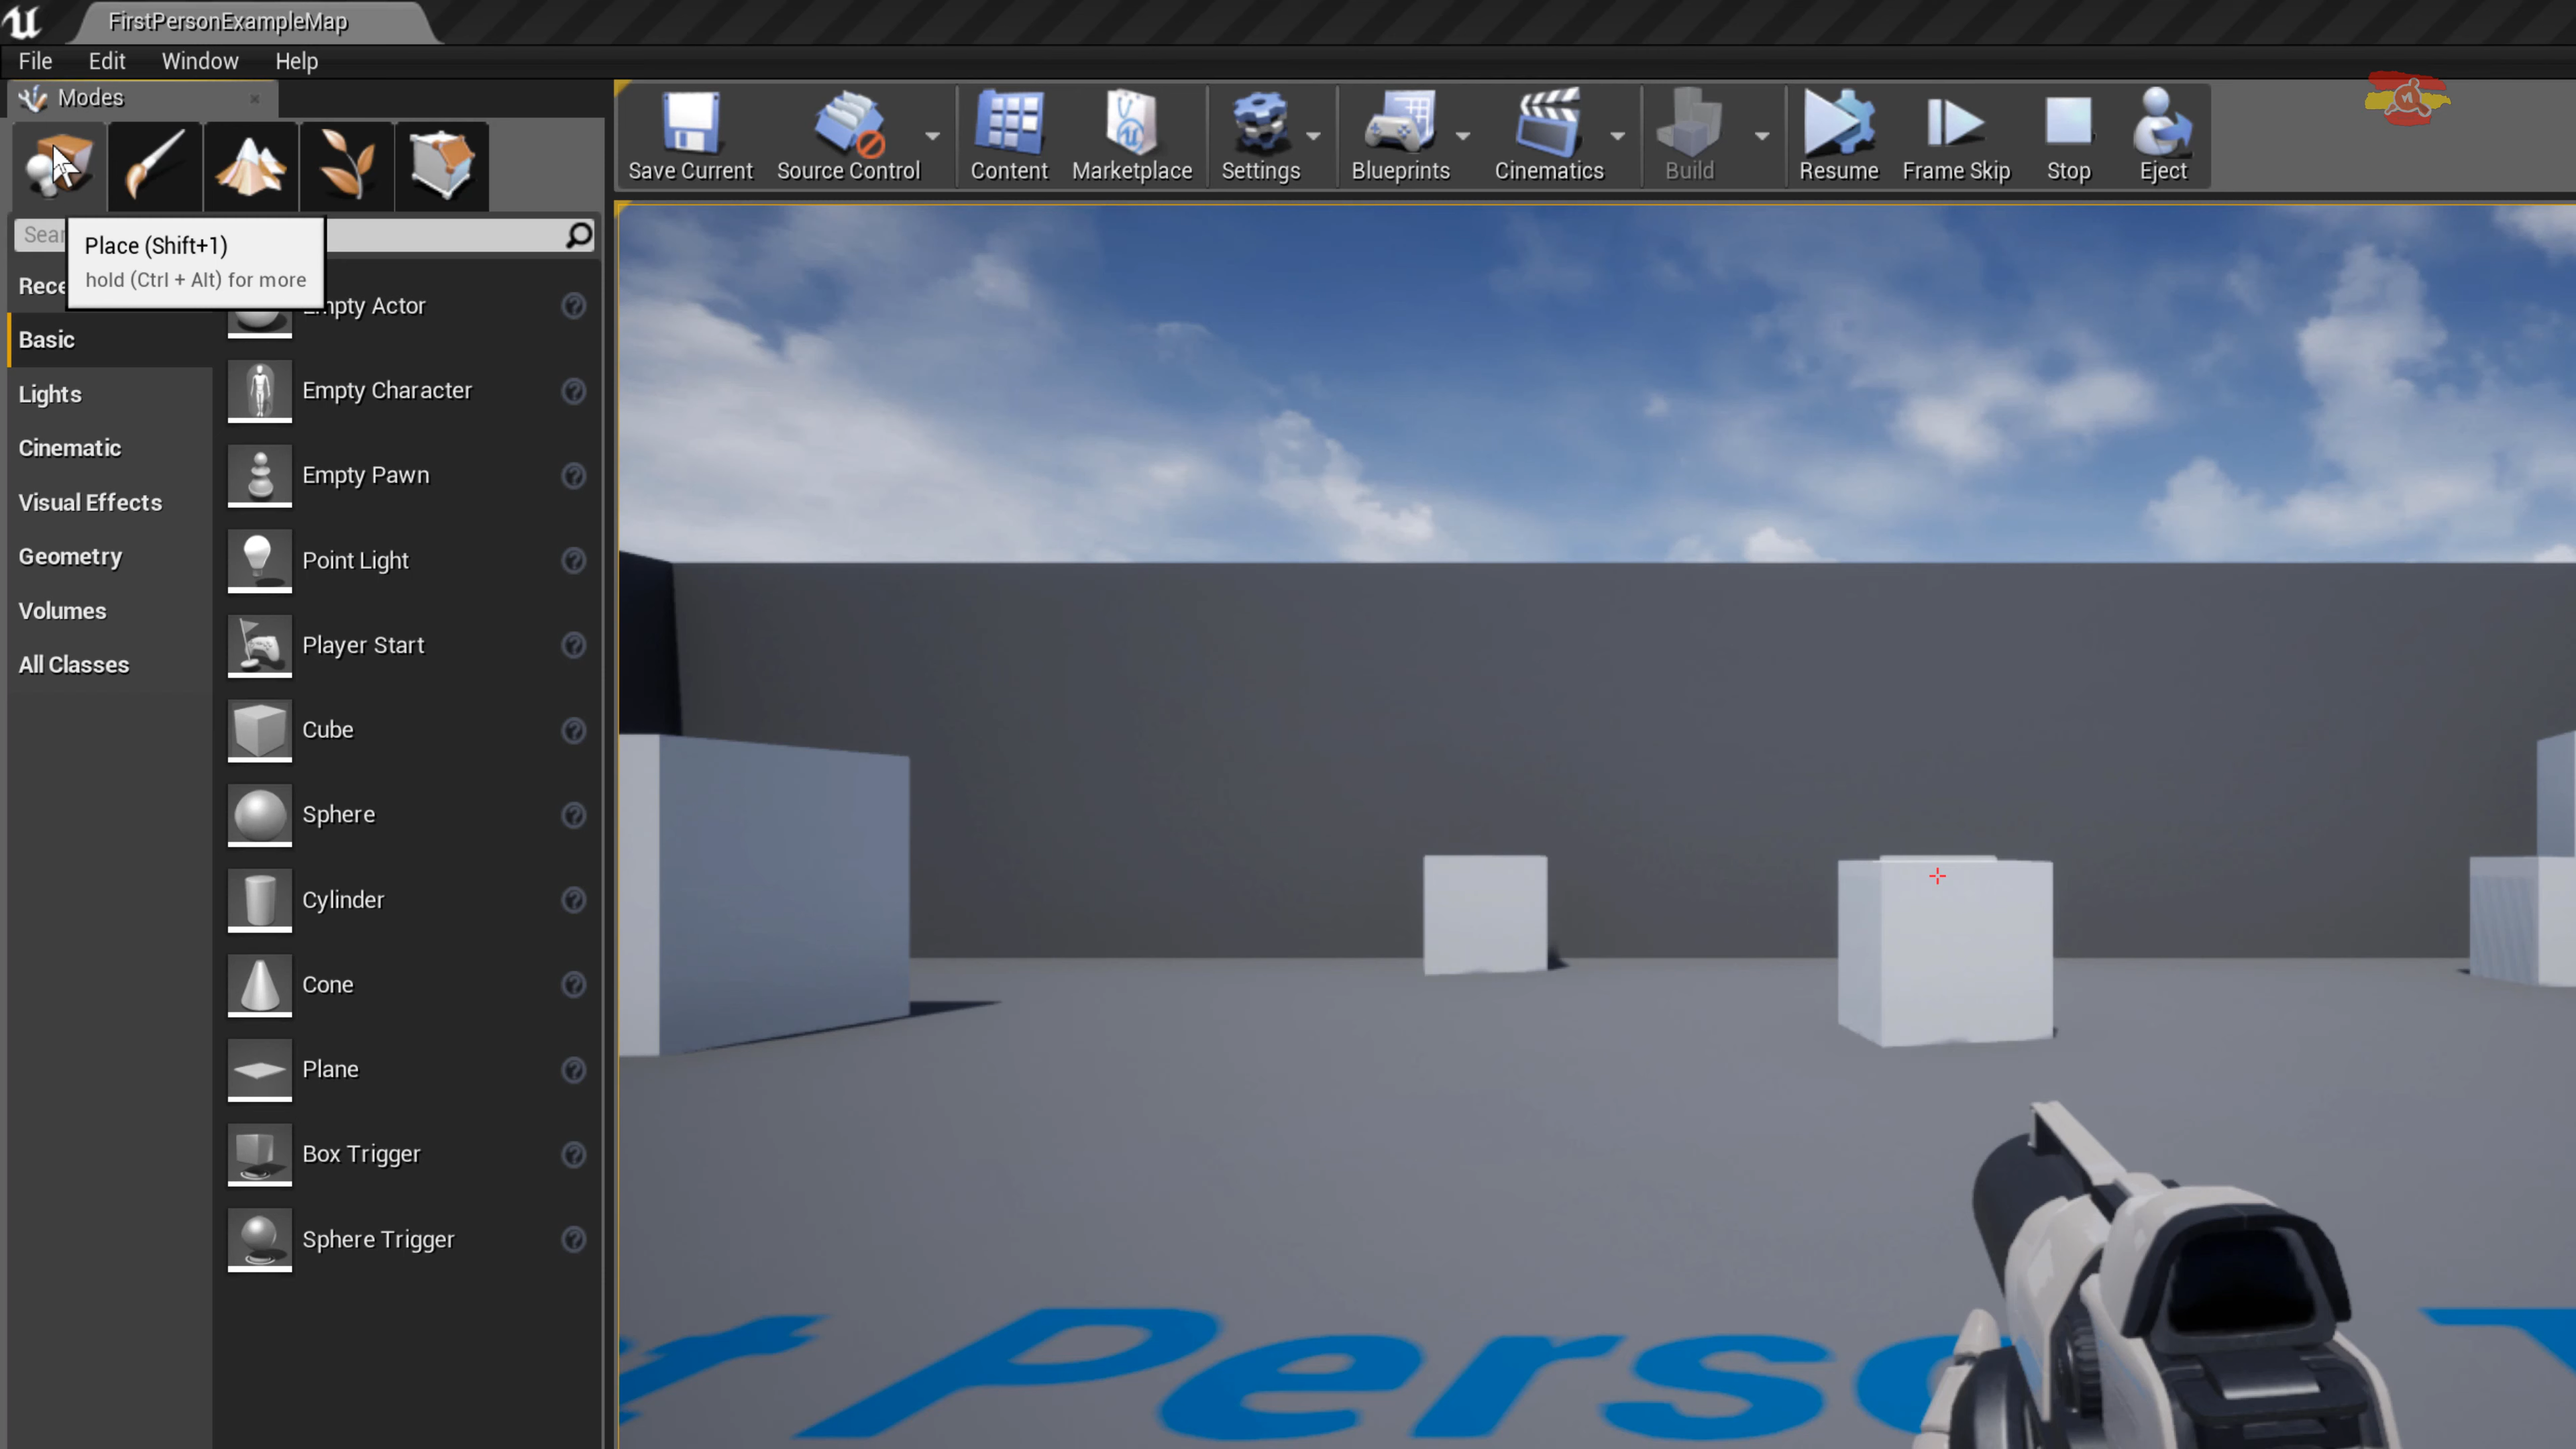 FirstPersonExampleMap
File Edit Window Help
Modes
Save Current Source Control Content Marketplace Settings Blueprints Cinematics Build Resume Frame Skip Stop Eject
Sear
Place (Shift+1)
hold (Ctrl + Alt) for more
Rece
Basic
Lights
Cinematic
Visual Effects
Geometry
Volumes
All Classes
mpty Actor
Empty Character
Empty Pawn
Point Light
Player Start
Cube
Sphere
Cylinder
Cone
Plane
Box Trigger
Sphere Trigger
t Perso